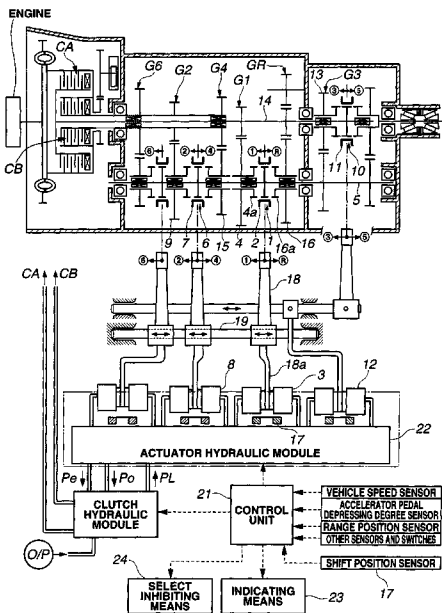 ENGINE
CA
G6
G2
G4
G1
GR
13
G3
③
⑤
14
CB
⑥
②
④
①
R
4a
11
10
5
9
7
6
15
4
2
1
16a
16
③
⑤
⑥
②
④
①
R
18
CA
CB
19
18a
8
3
12
17
ACTUATOR HYDRAULIC MODULE
22
Pe
Po
PL
CLUTCH
HYDRAULIC
MODULE
21
CONTROL
UNIT
VEHICLE SPEED SENSOR
ACCELERATOR PEDAL
DEPRESSING DEGREE SENSOR
RANGE POSITION SENSOR
OTHER SENSORS AND SWITCHES
SHIFT POSITION SENSOR
17
O/P
24
SELECT
INHIBITING
MEANS
INDICATING
MEANS
23